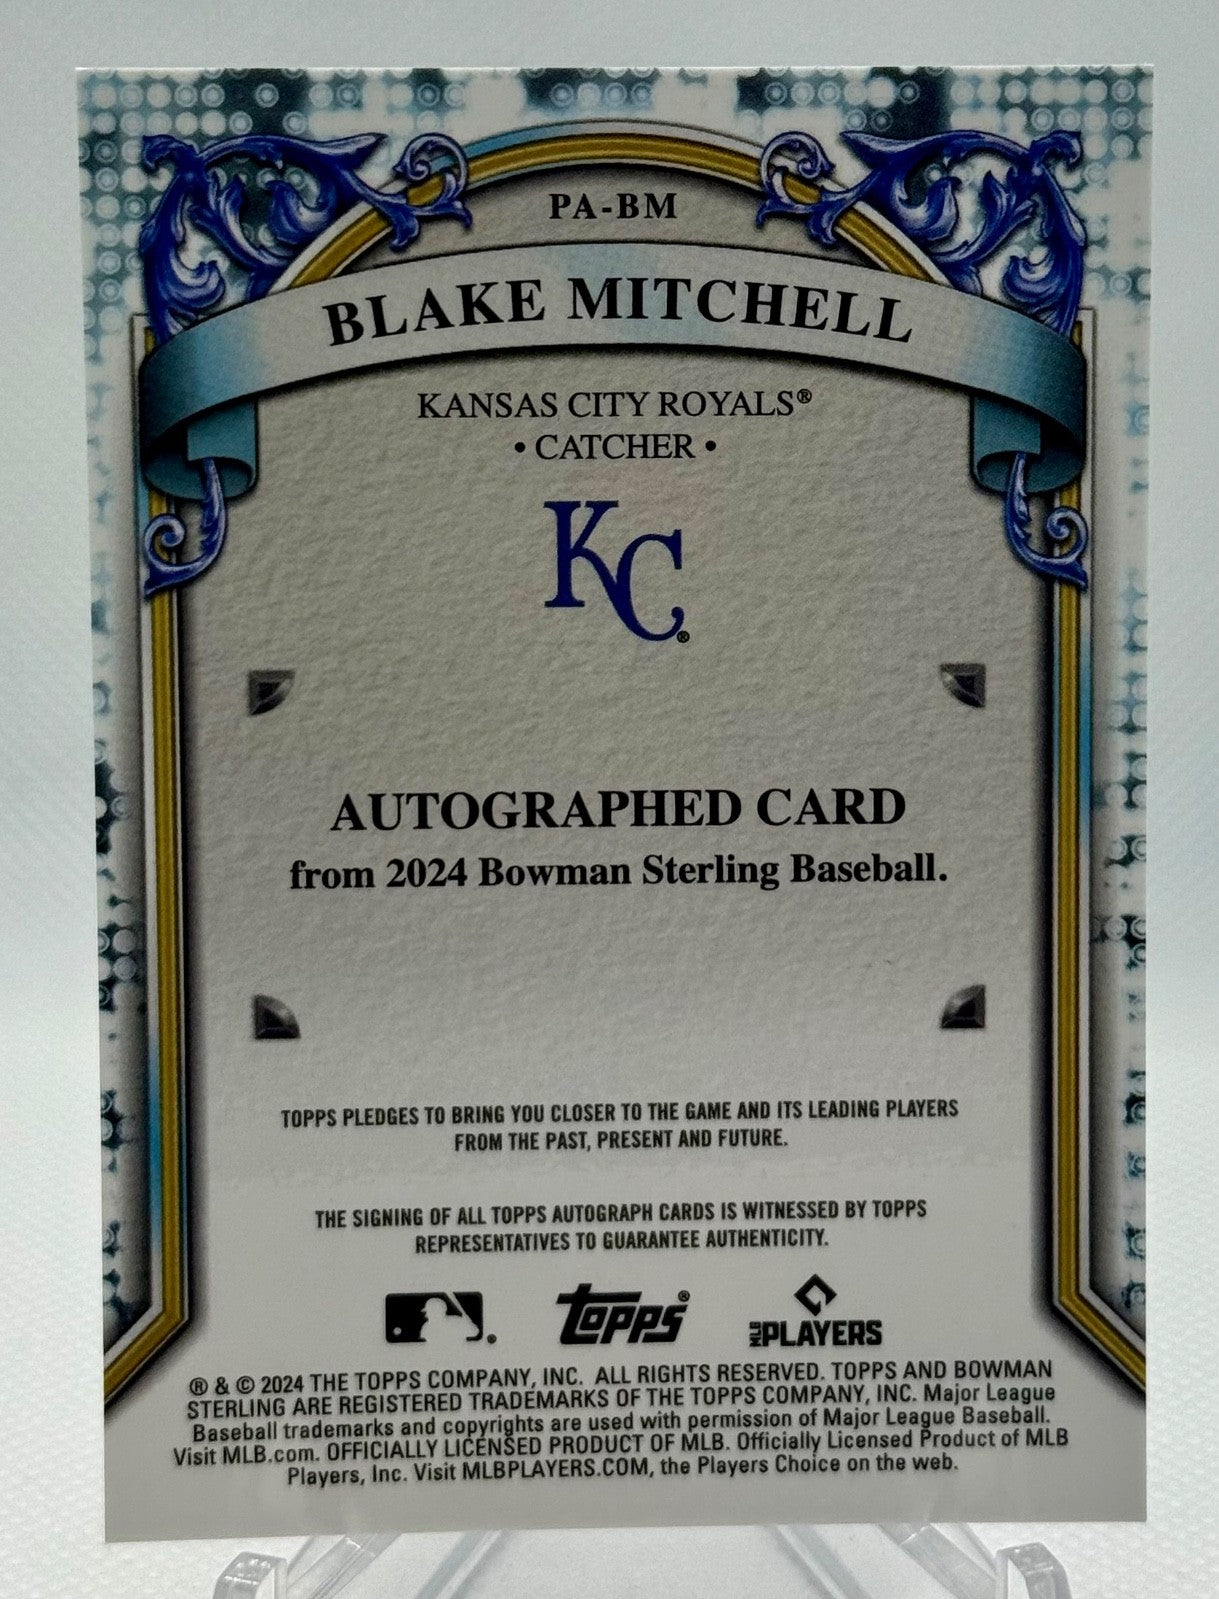 PA-BM
BLAKE MITCHELL
KANSAS CITY ROYALS®
• CATCHER •
KC®
AUTOGRAPHED CARD
from 2024 Bowman Sterling Baseball.
TOPPS PLEDGES TO BRING YOU CLOSER TO THE GAME AND ITS LEADING PLAYERS
FROM THE PAST, PRESENT AND FUTURE.
THE SIGNING OF ALL TOPPS AUTOGRAPH CARDS IS WITNESSED BY TOPPS
REPRESENTATIVES TO GUARANTEE AUTHENTICITY.
topps® MLB PLAYERS
® & © 2024 THE TOPPS COMPANY, INC. ALL RIGHTS RESERVED. TOPPS AND BOWMAN
STERLING ARE REGISTERED TRADEMARKS OF THE TOPPS COMPANY, INC. Major League
Baseball trademarks and copyrights are used with permission of Major League Baseball.
Visit MLB.com. OFFICIALLY LICENSED PRODUCT OF MLB. Officially Licensed Product of MLB
Players, Inc. Visit MLBPLAYERS.COM, the Players Choice on the web.